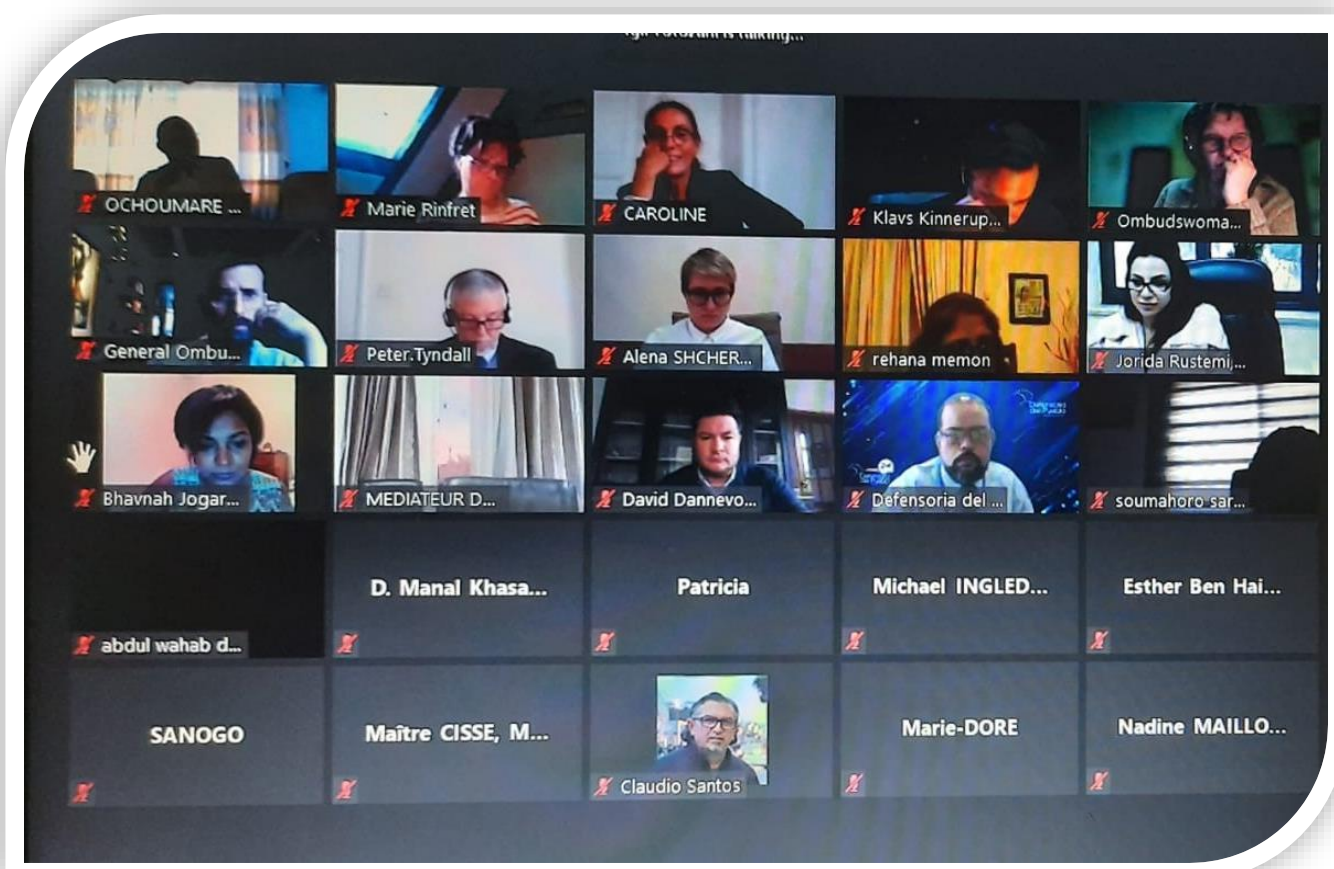 is talking...
OCHOUMARE ...
Marie Rinfret
CAROLINE
Klavs Kinnerup...
Ombudswoma...
General Ombu...
Peter.Tyndall
Alena SHCHER...
rehana memon
Jorida Rustemi,...
Bhavnah Jogar...
MEDIATEUR D...
David Dannevo...
Defensoria del ...
soumahoro sar...
abdul wahab d...
D. Manal Khasa...
Patricia
Michael INGLED...
Esther Ben Hai...
SANOGO
Maître CISSE, M...
Claudio Santos
Marie-DORE
Nadine MAILLO...